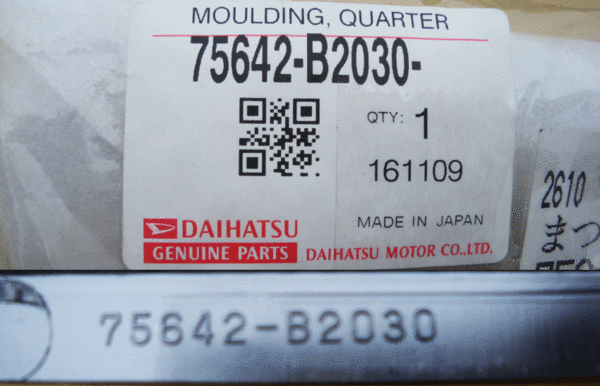 MOULDING, QUARTER
75642-B2030-
QTY: 1
161109
2610
MADE IN JAPAN
まつ
DAIHATSU
GENUINE PARTS DAIHATSU MOTOR CO.,LTD.
75642-B2030